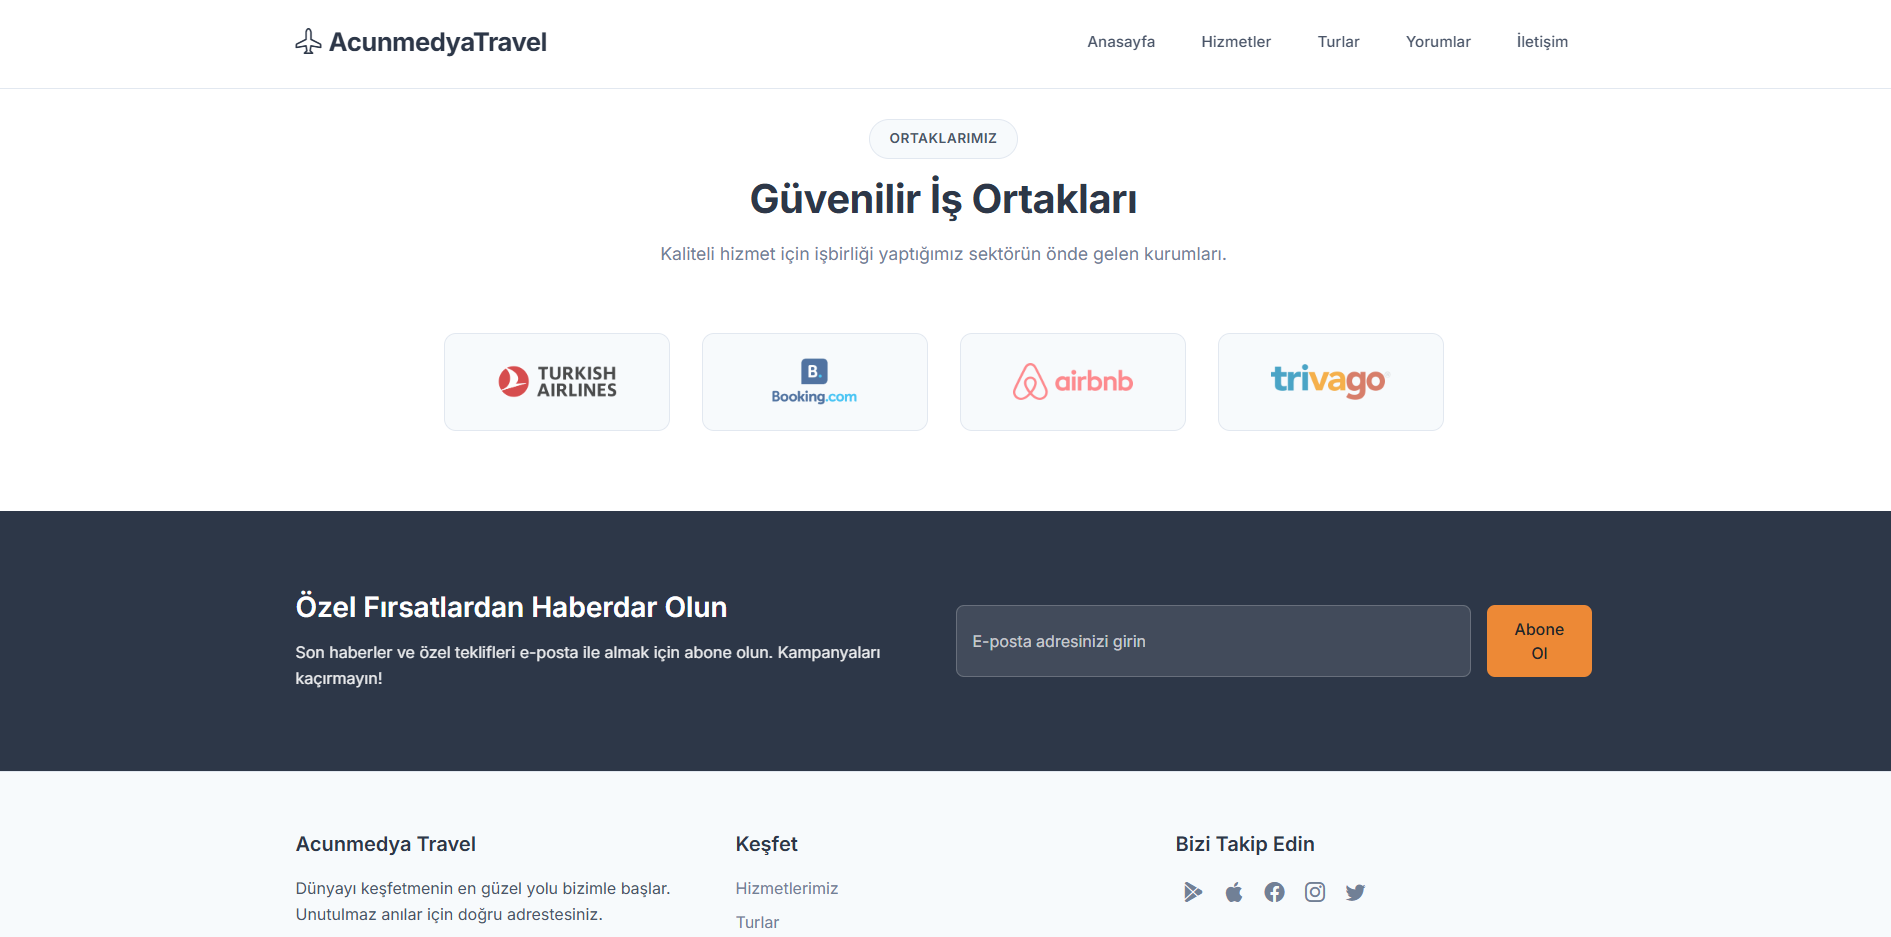 AcunmedyaTravel
Anasayfa
Hizmetler
Turlar
Yorumlar
İletişim
ORTAKLARIMIZ
Güvenilir İş Ortakları
Kaliteli hizmet için işbirliği yaptığımız sektörün önde gelen kurumları.
TURKISH
AIRLINES
B.
Booking.com
airbnb
trivago
Özel Fırsatlardan Haberdar Olun
Son haberler ve özel teklifleri e-posta ile almak için abone olun. Kampanyaları
kaçırmayın!
E-posta adresinizi girin
Abone
Ol
Acunmedya Travel
Dünyayı keşfetmenin en güzel yolu bizimle başlar.
Unutulmaz anılar için doğru adrestesiniz.
Keşfet
Hizmetlerimiz
Turlar
Bizi Takip Edin